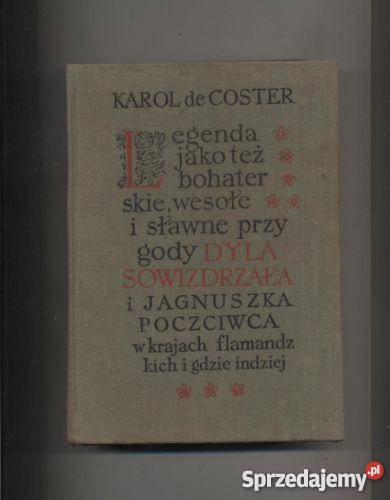 KAROL de COSTER
Legenda
jako też
bohater
skie, wesołe
i sławne przy
gody DYLA
SOWIZDRZAŁA
i JAGNUSZKA
POCZCIWCA
w krajach flamandz
kich i gdzie indziej
Sprzedajemy.pl